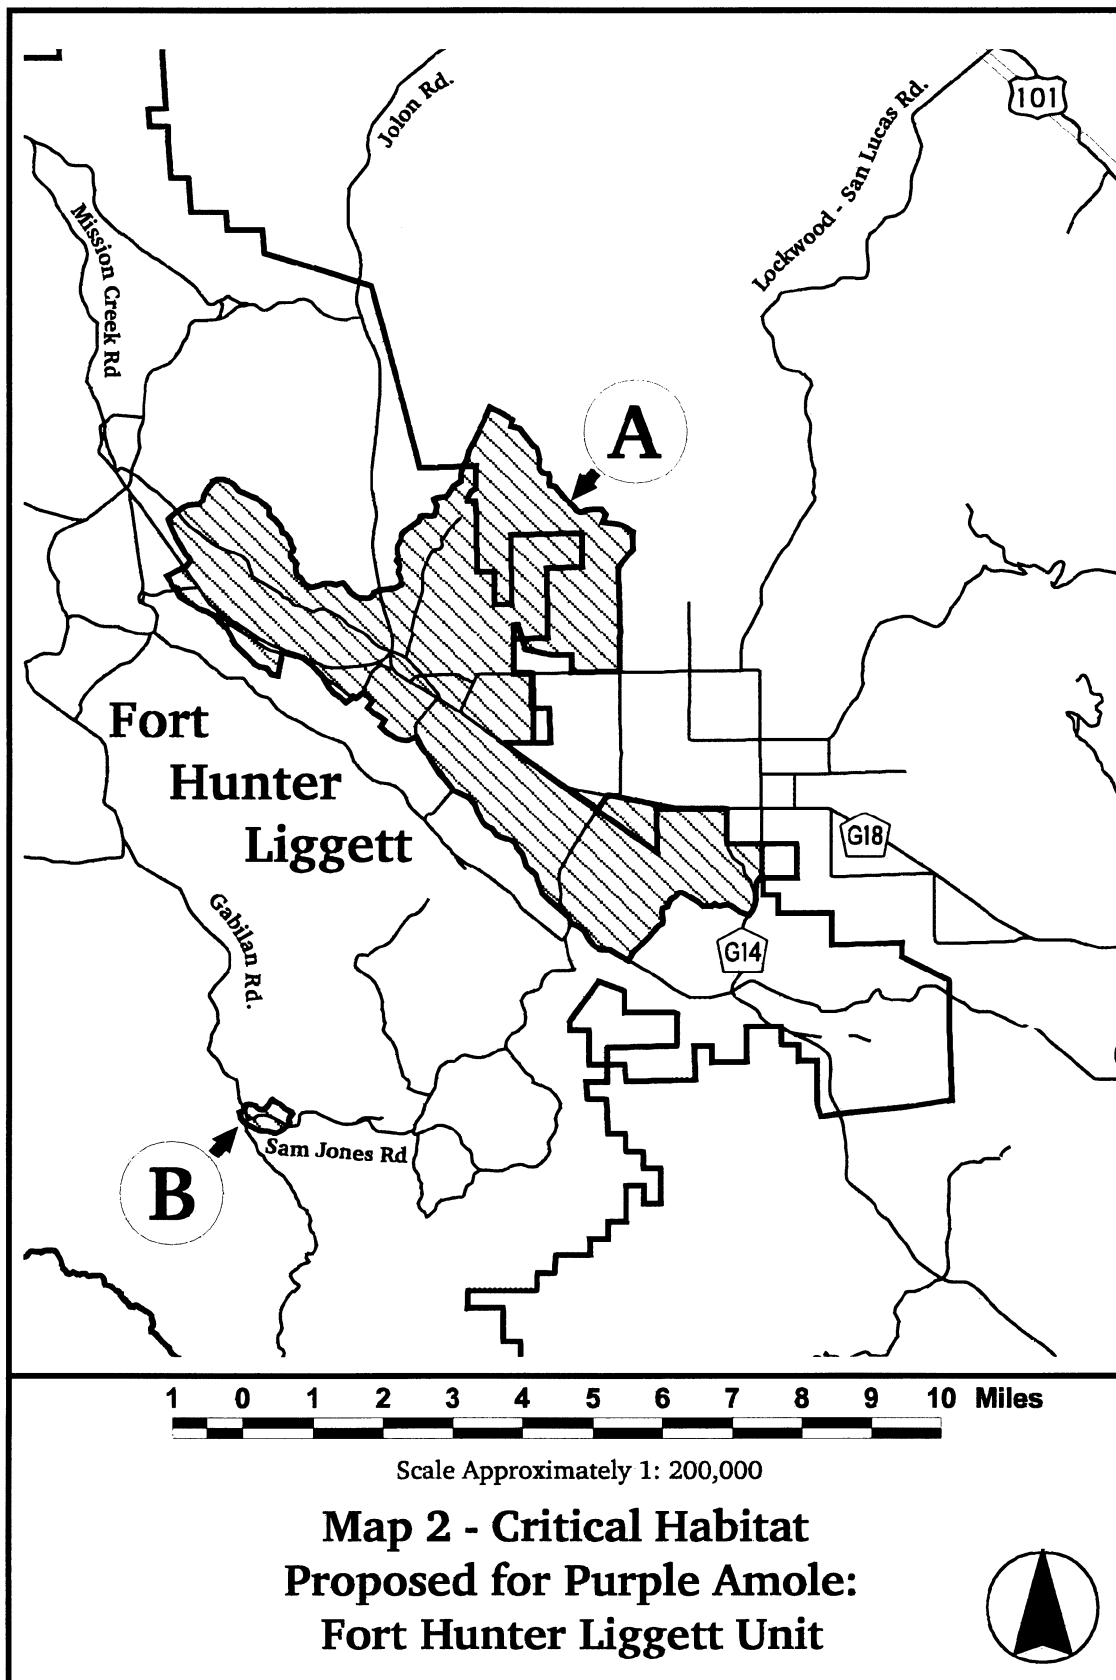 Jolon Rd.
Lockwood - San Lucas Rd.
101
Mission Creek Rd
A
Fort
Hunter
Liggett
G18
Gabilan Rd.
G14
Sam Jones Rd
B
1 0 1 2 3 4 5 6 7 8 9 10 Miles
Scale Approximately 1: 200,000
Map 2 - Critical Habitat
Proposed for Purple Amole:
Fort Hunter Liggett Unit